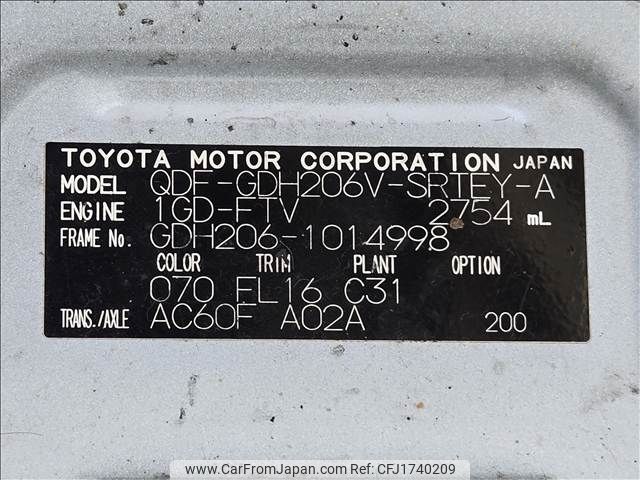 TOYOTA MOTOR CORPORATION JAPAN
MODEL QDF-GDH206V-SRTEY-A
ENGINE 1GD-FTV 2754 mL
FRAME No. GDH206-1014998
COLOR TRIM PLANT OPTION
070 FL16 C31
TRANS./AXLE AC60F A02A 200
www.CarFromJapan.com Ref:CFJ1740209